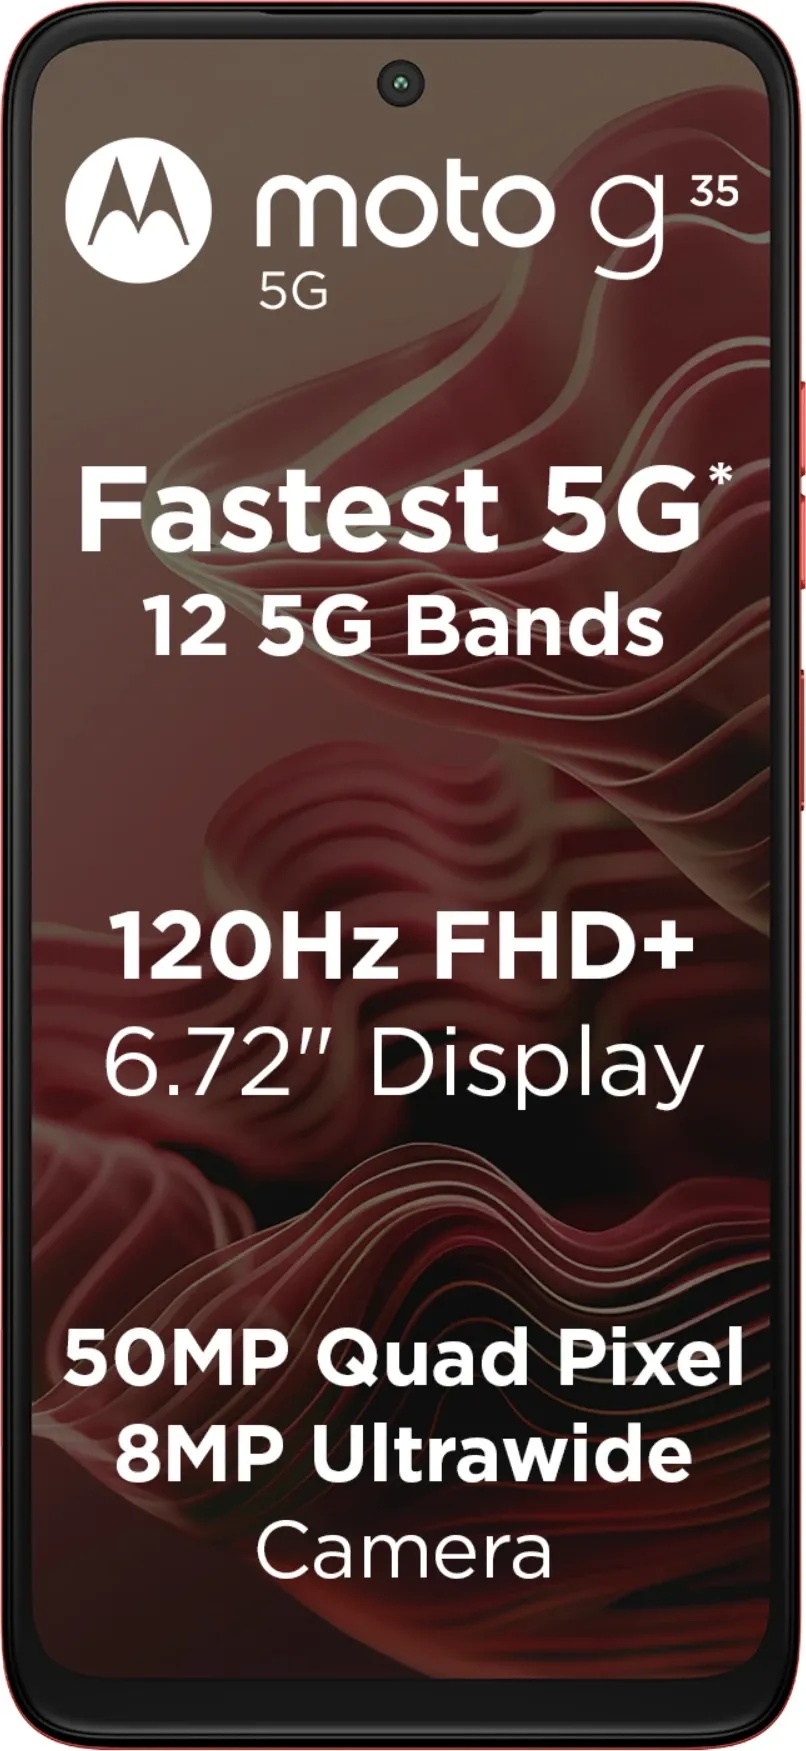 moto g 35
5G
Fastest 5G*
12 5G Bands
120Hz FHD+
6.72" Display
50MP Quad Pixel
8MP Ultrawide
Camera